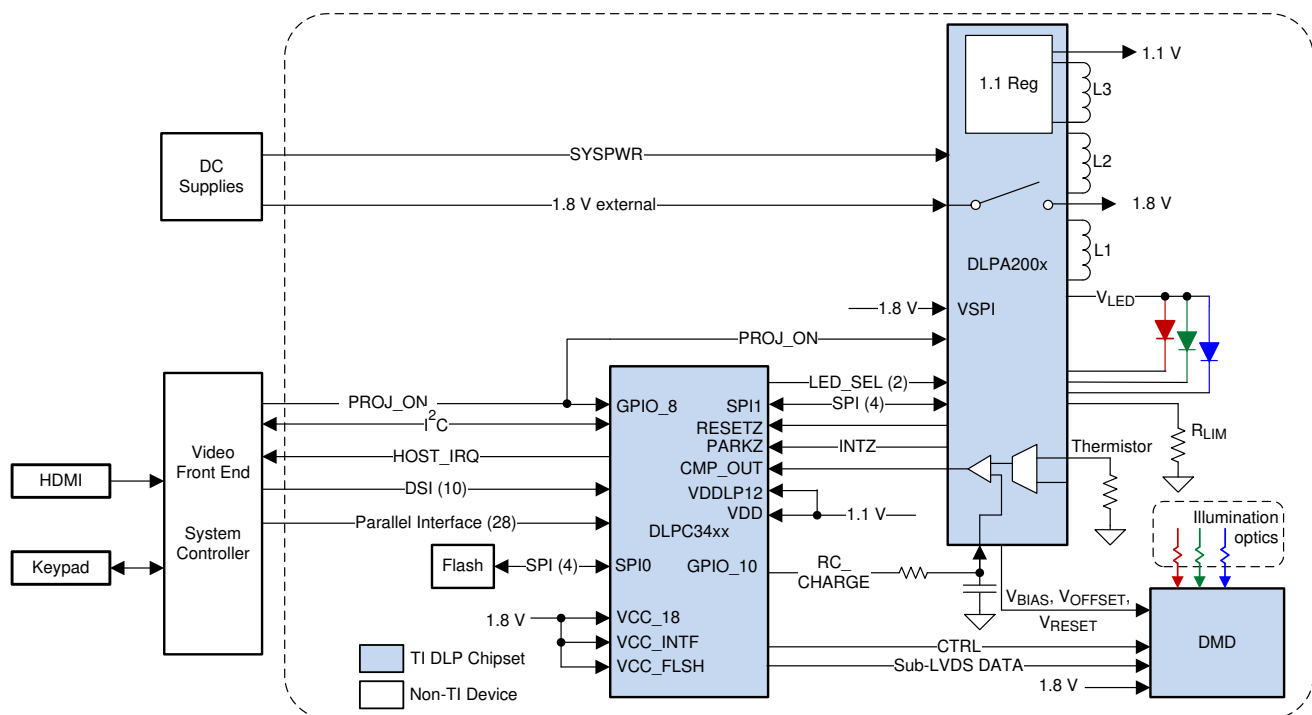 1.1 Reg
1.1 V
L3
DC
Supplies
SYSPWR
L2
1.8 V external
1.8 V
L1
DLPA200x
VLED
1.8 V
VSPI
PROJ_ON
LED_SEL (2)
PROJ_ON
GPIO_8
SPI1
SPI (4)
I2C
RESETZ
RLIM
Video
Front End
PARKZ
INTZ
Thermistor
HOST_IRQ
CMP_OUT
HDMI
DSI (10)
VDDLP12
VDD
1.1 V
Parallel Interface (28)
DLPC34xx
System
Controller
Illumination
optics
Keypad
Flash
SPI (4)
SPI0
GPIO_10
RC_
CHARGE
1.8 V
VCC_18
VBIAS, VOFFSET,
VRESET
VCC_INTF
CTRL
DMD
TI DLP Chipset
VCC_FLSH
Sub-LVDS DATA
Non-TI Device
1.8 V